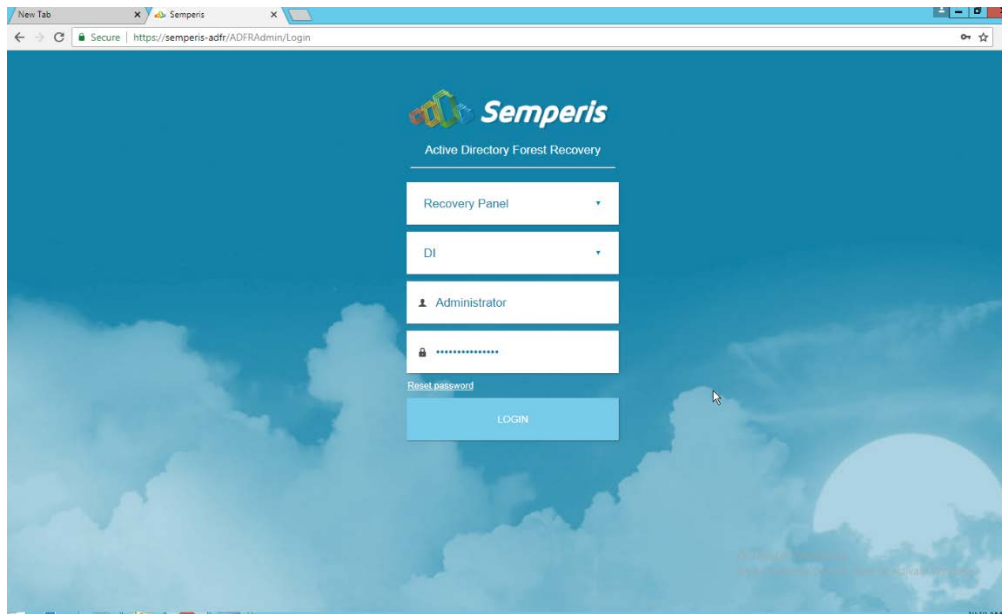 New Tab
Semperis
Secure | https://semperis-adfr/ADFRAdmin/Login
Semperis
Active Directory Forest Recovery
Recovery Panel
DI
Administrator
•••••••••••••••
Reset password
LOGIN